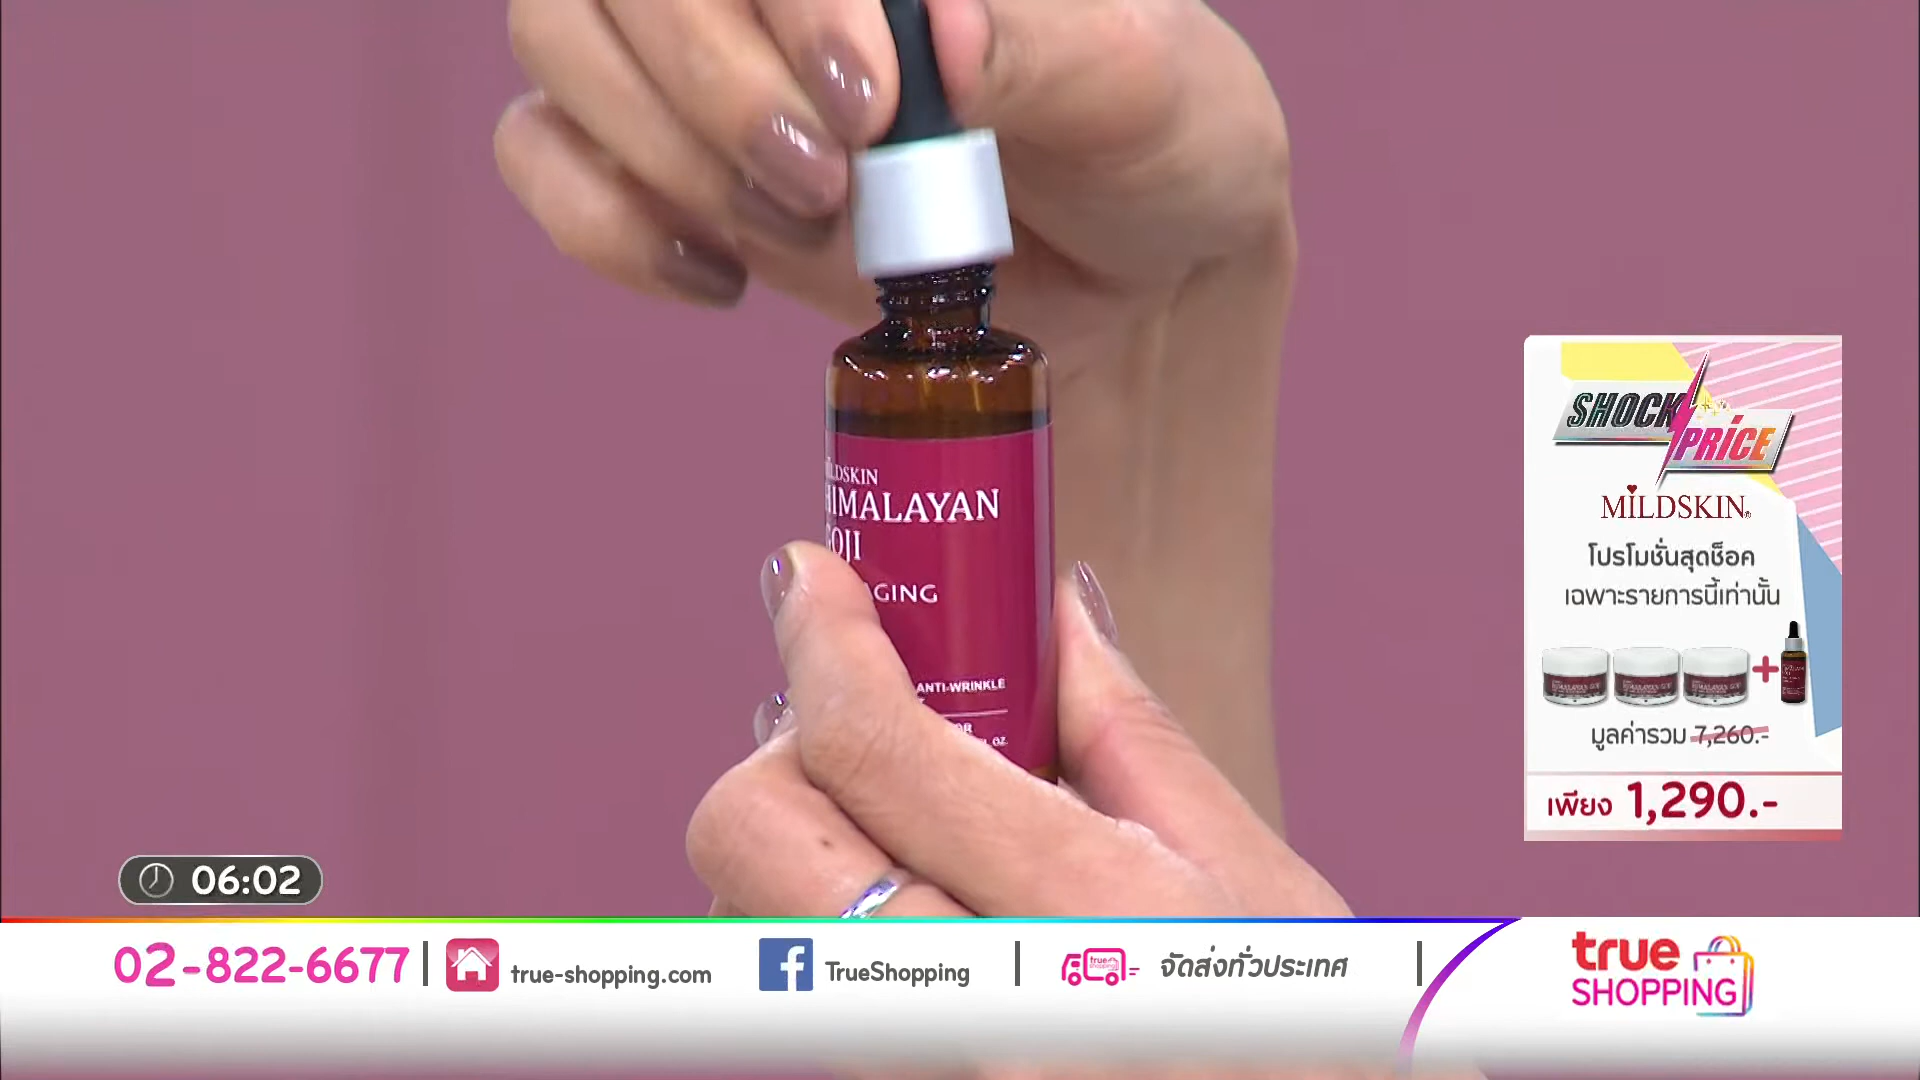 MILDSKIN
HIMALAYAN
GOJI
AGING
ANTI-WRINKLE
OZ.
SHOCK
PRICE
MILDSKIN®
โปรโมชั่นสุดช็อค
เฉพาะรายการนี้เท่านั้น
+
มูลค่ารวม 7,260.-
เพียง 1,290.-
06:02
02-822-6677 | true-shopping.com TrueShopping | จัดส่งทั่วประเทศ |
true
SHOPPING